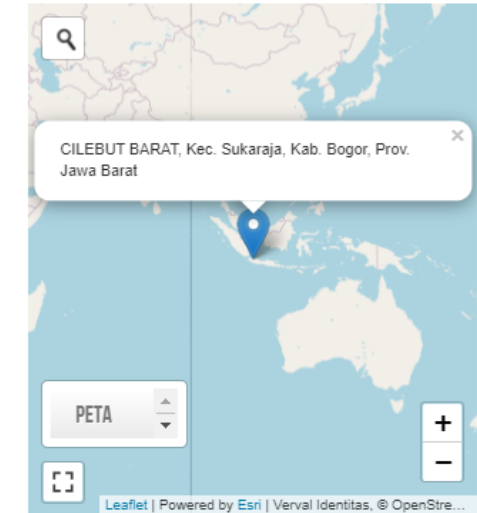 CILEBUT BARAT, Kec. Sukaraja, Kab. Bogor, Prov.
Jawa Barat
×
PETA
+
−
Leaflet | Powered by Esri | Verval Identitas, © OpenStre...